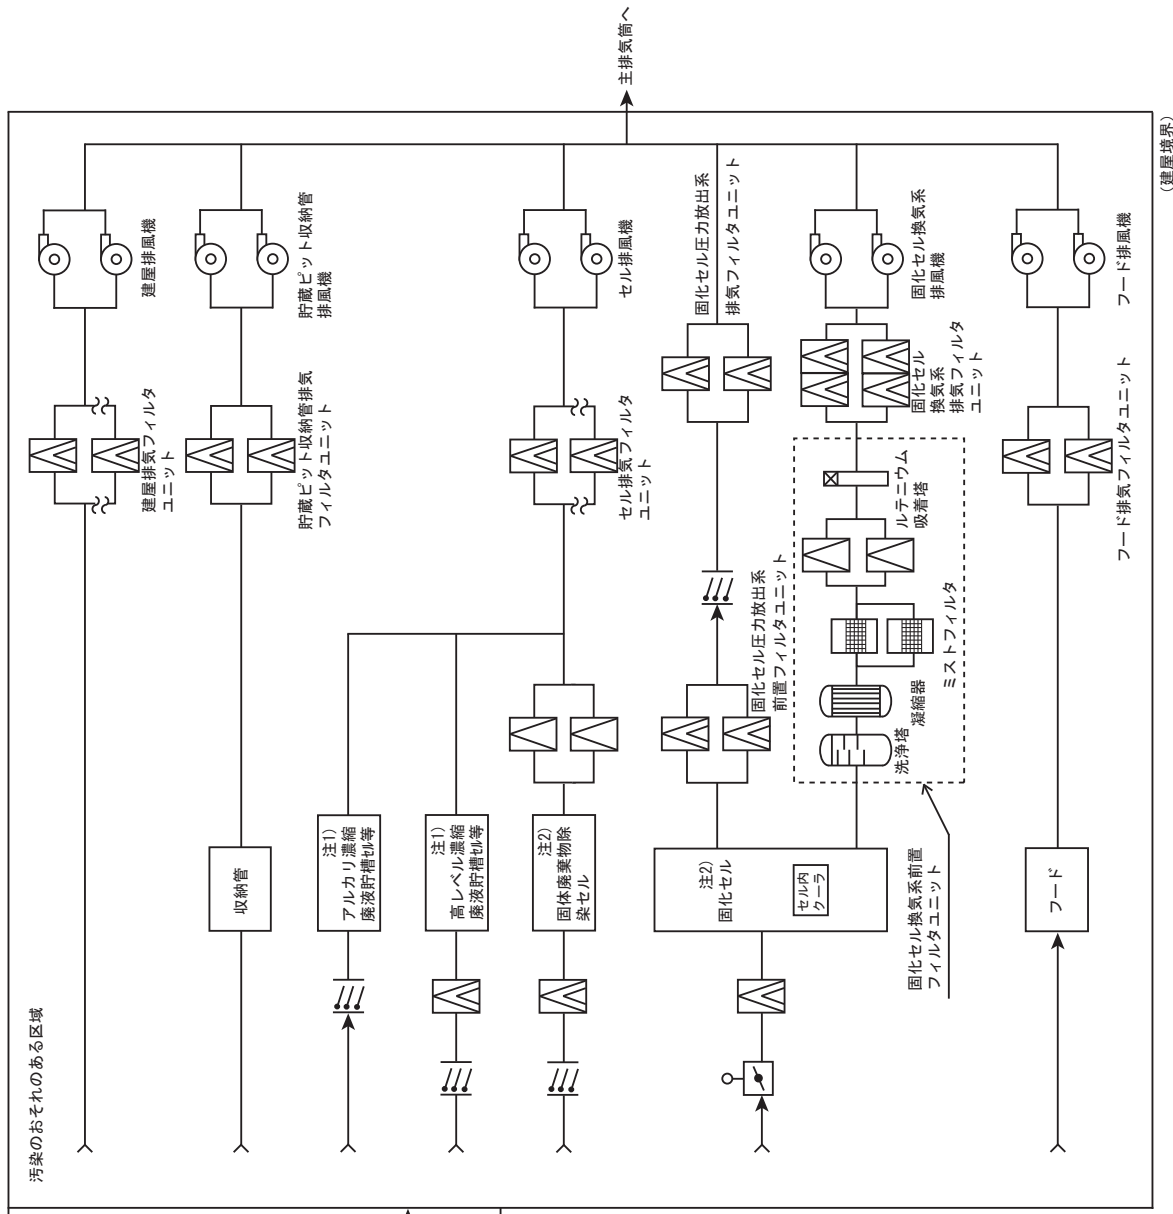 主排気筒へ
(建屋境界)
汚染のおそれのある区域
建屋排風機
建屋排気フィルタ
ユニット
貯蔵ピット収納管
排風機
貯蔵ピット収納管排気
フィルタユニット
収納管
注1)
アルカリ濃縮
廃液貯槽セル等
注1)
高レベル濃縮
廃液貯槽セル等
セル排風機
セル排気フィルタ
ユニット
注2)
固体廃棄物除
染セル
固化セル圧力放出系
排気フィルタユニット
固化セル圧力放出系
前置フィルタユニット
注2)
固化セル
セル内
クーラ
固化セル換気系
排風機
固化セル
換気系
排気フィルタ
ユニット
ルテニウム
吸着塔
ミストフィルタ
凝縮器
洗浄塔
固化セル換気系前置
フィルタユニット
フード排風機
フード排気フィルタユニット
フード